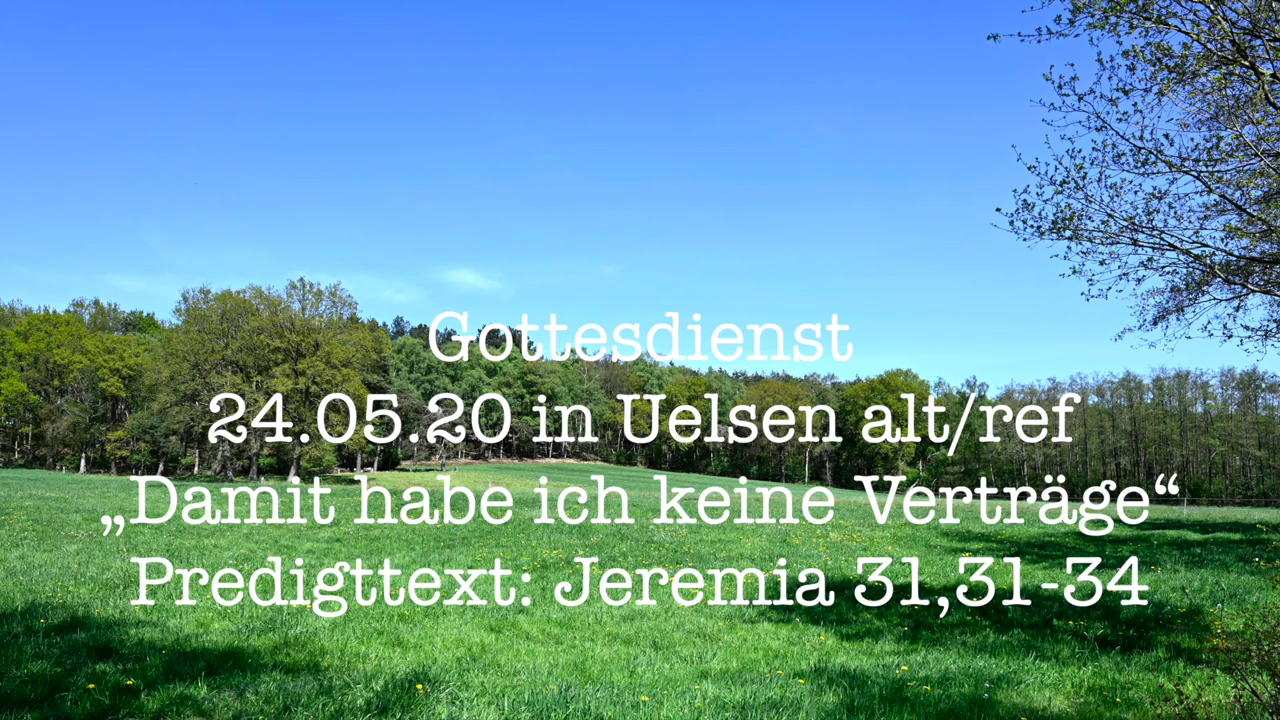 Gottesdienst
24.05.20 in Uelsen alt/ref
„Damit habe ich keine Verträge“
Predigttext: Jeremia 31,31-34